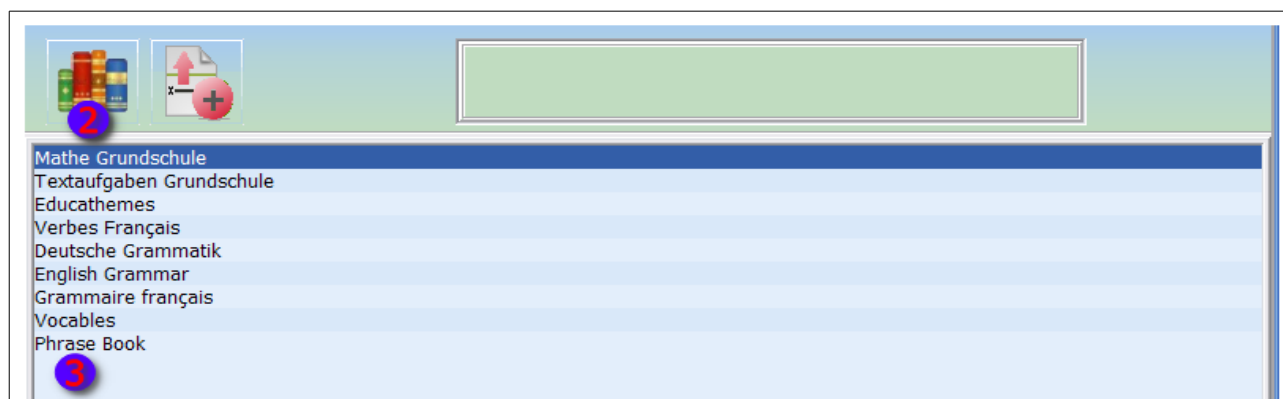 2
Mathe Grundschule
Textaufgaben Grundschule
Educathemes
Verbes Français
Deutsche Grammatik
English Grammar
Grammaire français
Vocables
Phrase Book
3